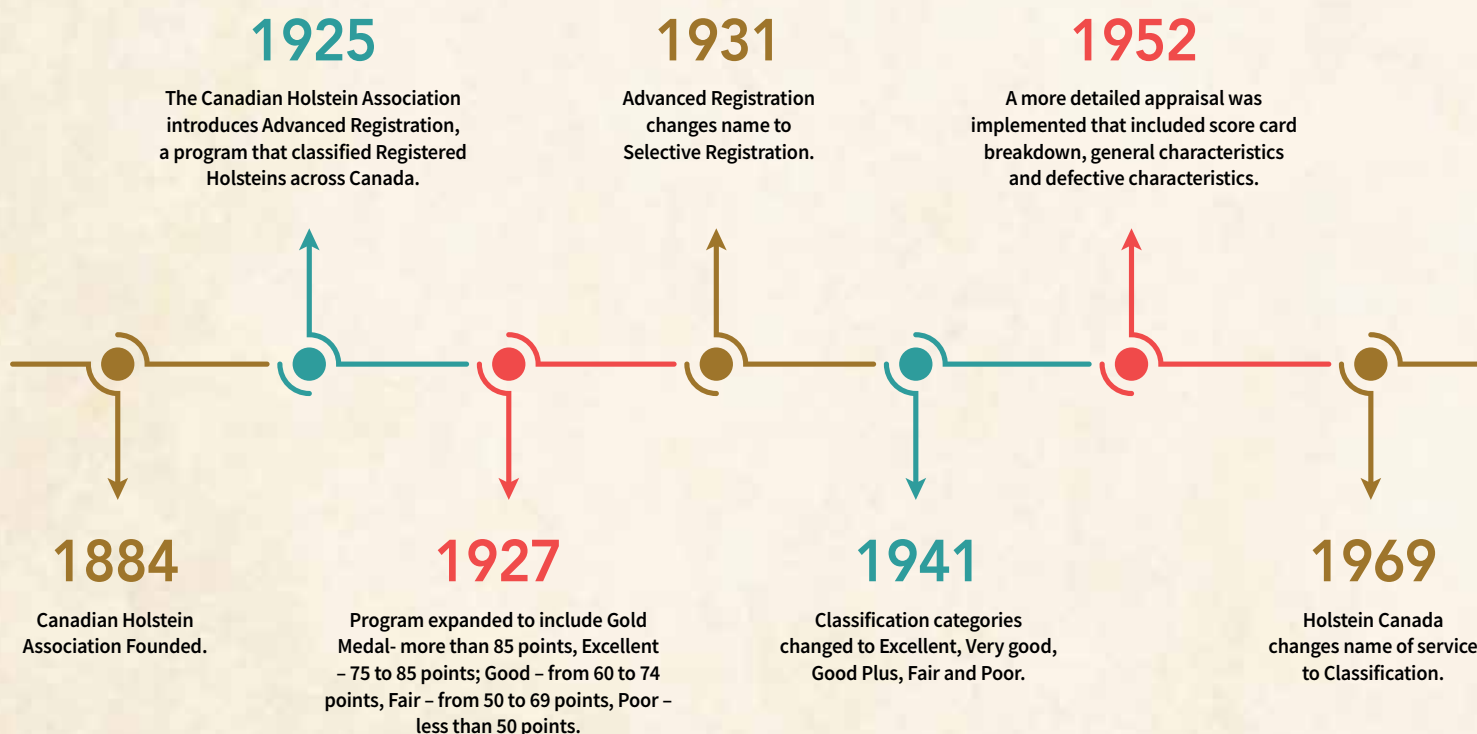 1925
The Canadian Holstein Association
introduces Advanced Registration,
a program that classified Registered
Holsteins across Canada.
1931
Advanced Registration
changes name to
Selective Registration.
1952
A more detailed appraisal was
implemented that included score card
breakdown, general characteristics
and defective characteristics.
1884
Canadian Holstein
Association Founded.
1927
Program expanded to include Gold
Medal- more than 85 points, Excellent
– 75 to 85 points; Good – from 60 to 74
points, Fair – from 50 to 69 points, Poor –
less than 50 points.
1941
Classification categories
changed to Excellent, Very good,
Good Plus, Fair and Poor.
1969
Holstein Canada
changes name of service
to Classification.